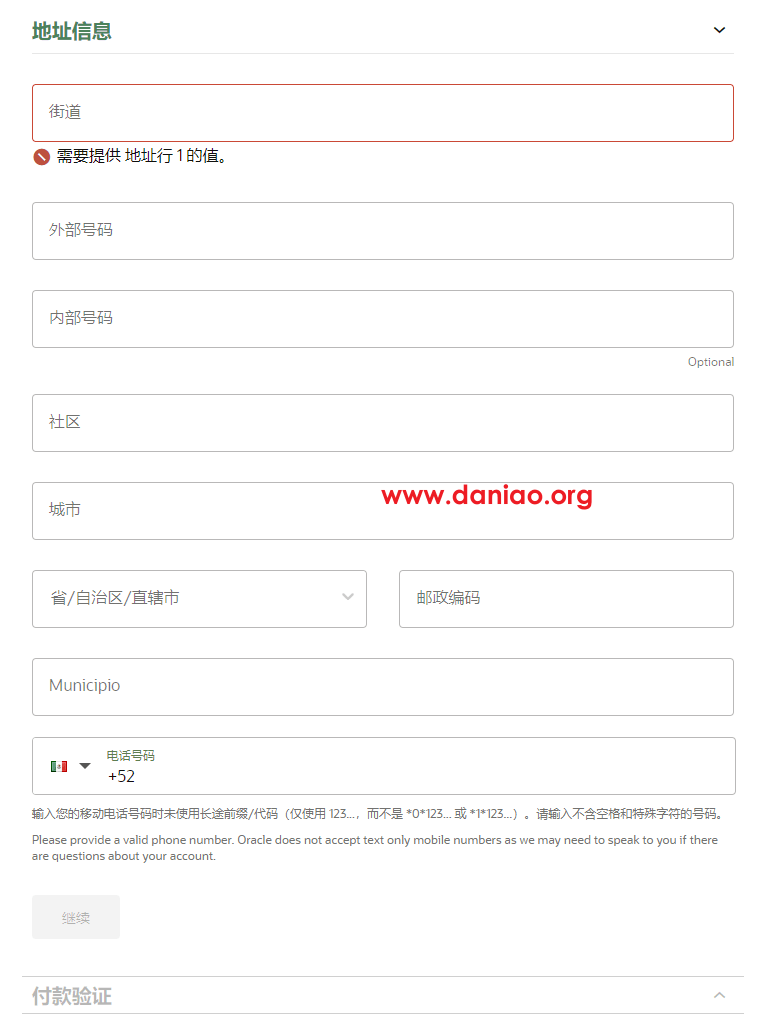 地址信息
街道
需要提供 地址行 1 的值。
外部号码
内部号码
Optional
社区
www.daniao.org
城市
省/自治区/直辖市
邮政编码
Municipio
电话号码
+52
输入您的移动电话号码时未使用长途前缀/代码（仅使用 123...，而不是 *0*123... 或 *1*123...）。请输入不含空格和特殊字符的号码。
Please provide a valid phone number. Oracle does not accept text only mobile numbers as we may need to speak to you if there
are questions about your account.
继续
付款验证